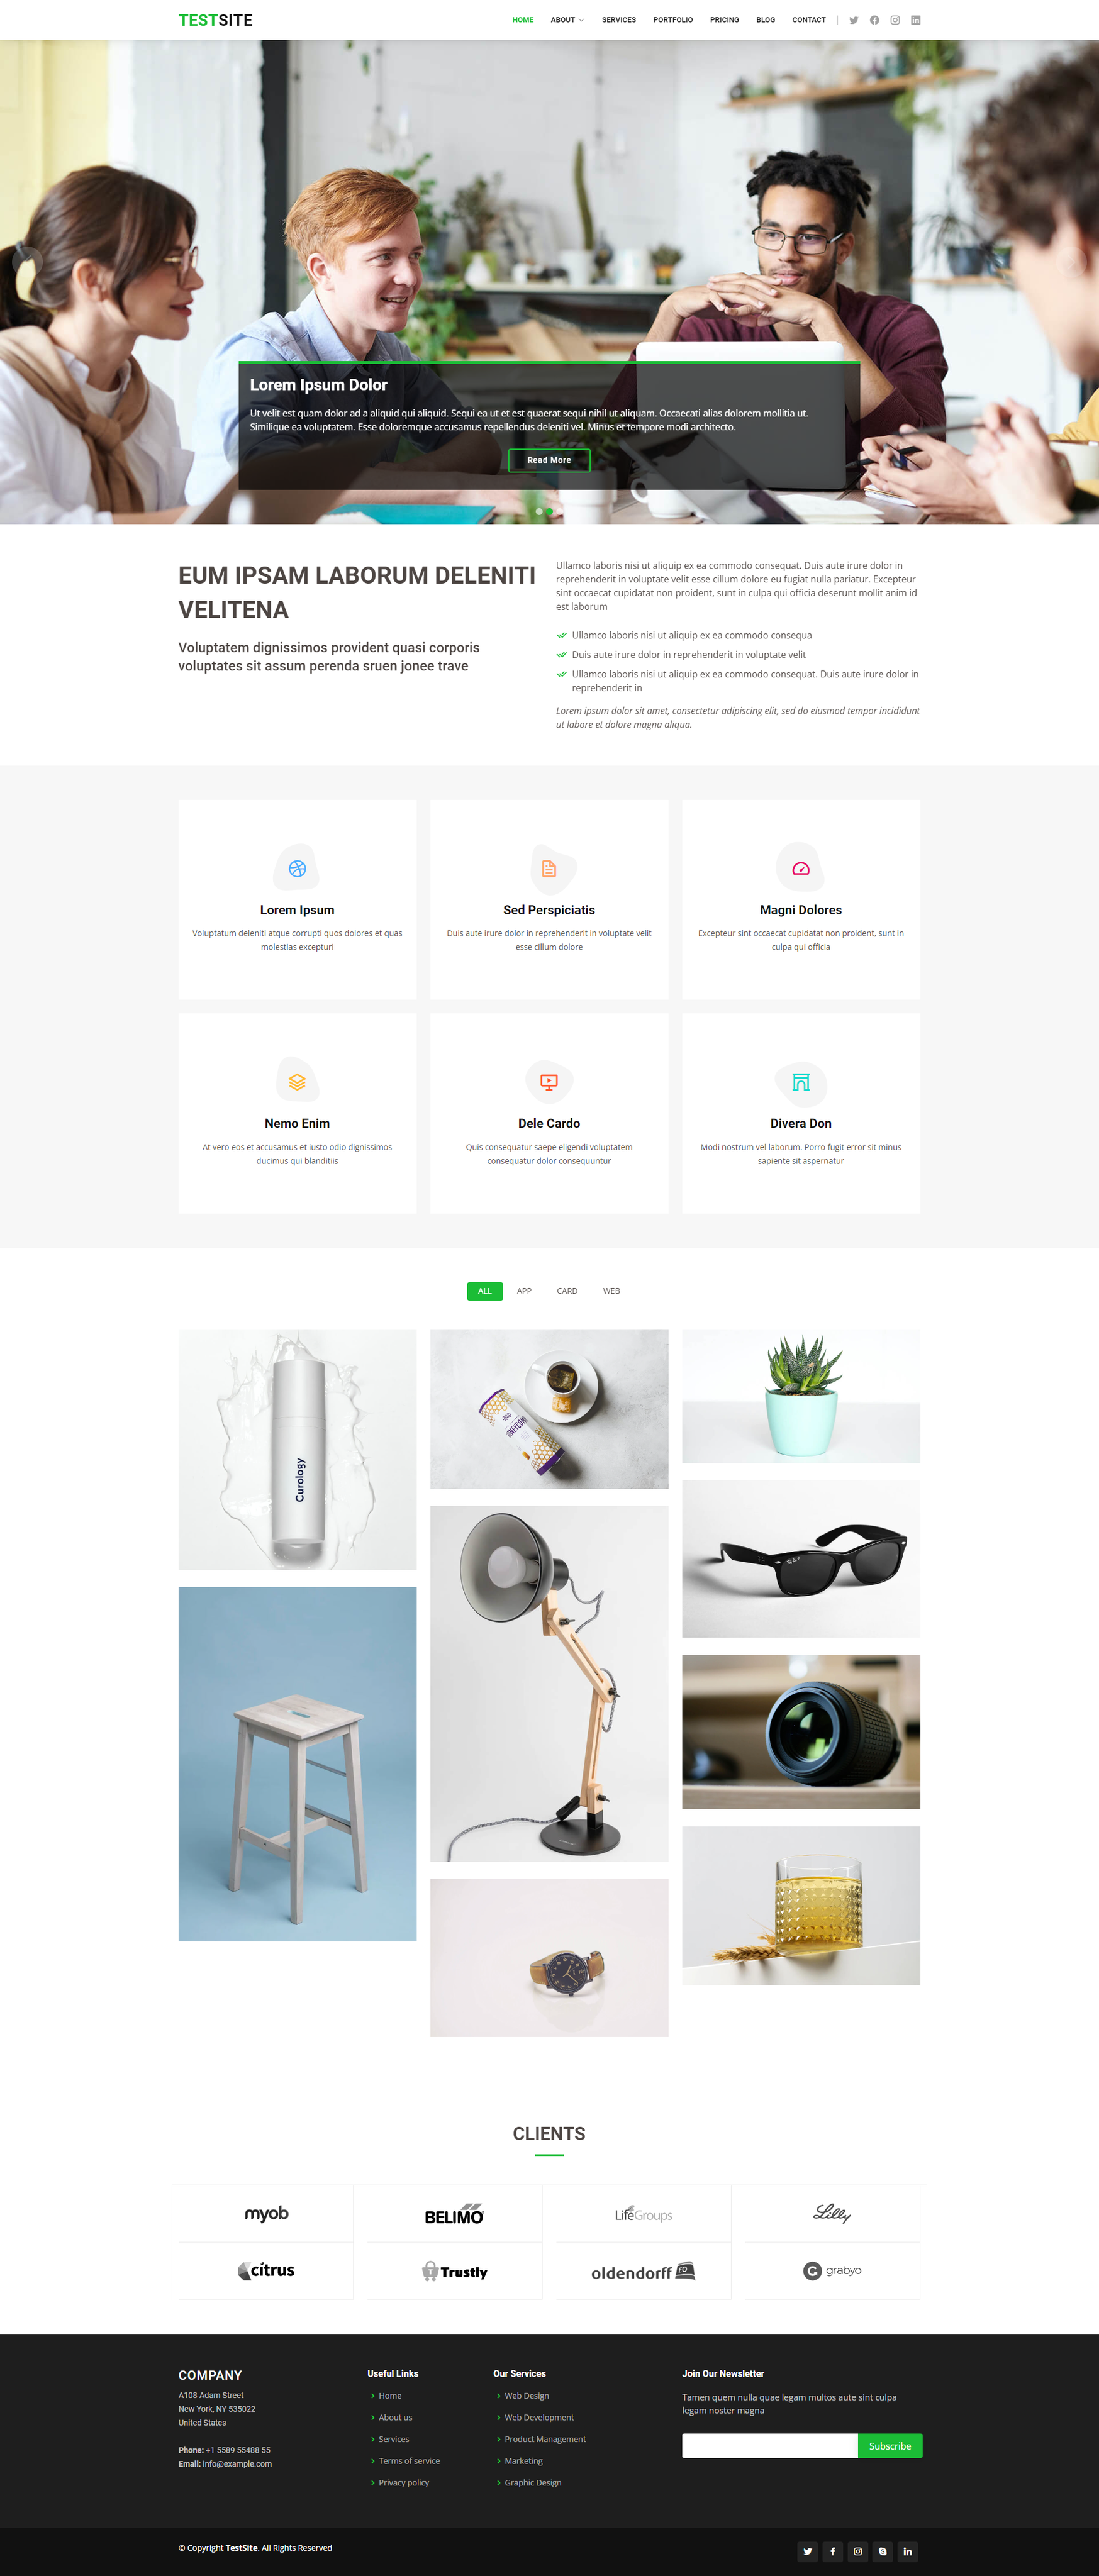 TESTSITE
HOME
ABOUT
SERVICES
PORTFOLIO
PRICING
BLOG
CONTACT
Lorem Ipsum Dolor
Ut velit est quam dolor ad a aliquid qui aliquid. Sequi ea ut et est quaerat sequi nihil ut aliquam. Occaecati alias dolorem mollitia ut.
Similique ea voluptatem. Esse doloremque accusamus repellendus deleniti vel. Minus et tempore modi architecto.
Read More
EUM IPSAM LABORUM DELENITI
VELITENA
Voluptatem dignissimos provident quasi corporis
voluptates sit assum perenda sruen jonee trave
Ullamco laboris nisi ut aliquip ex ea commodo consequat. Duis aute irure dolor in
reprehenderit in voluptate velit esse cillum dolore eu fugiat nulla pariatur. Excepteur
sint occaecat cupidatat non proident, sunt in culpa qui officia deserunt mollit anim id
est laborum
Ullamco laboris nisi ut aliquip ex ea commodo consequa
Duis aute irure dolor in reprehenderit in voluptate velit
Ullamco laboris nisi ut aliquip ex ea commodo consequat. Duis aute irure dolor in
reprehenderit in
Lorem ipsum dolor sit amet, consectetur adipiscing elit, sed do eiusmod tempor incididunt
ut labore et dolore magna aliqua.
Lorem Ipsum
Voluptatum deleniti atque corrupti quos dolores et quas
molestias excepturi
Sed Perspiciatis
Duis aute irure dolor in reprehenderit in voluptate velit
esse cillum dolore
Magni Dolores
Excepteur sint occaecat cupidatat non proident, sunt in
culpa qui officia
Nemo Enim
At vero eos et accusamus et iusto odio dignissimos
ducimus qui blanditiis
Dele Cardo
Quis consequatur saepe eligendi voluptatem
consequatur dolor consequuntur
Divera Don
Modi nostrum vel laborum. Porro fugit error sit minus
sapiente sit aspernatur
ALL
APP
CARD
WEB
Curology
CLIENTS
myob
BELIMO
LifeGroups
Lilly
cítrus
Trustly
oldendorff
grabyo
COMPANY
A108 Adam Street
New York, NY 535022
United States
Phone: +1 5589 55488 55
Email: info@example.com
Useful Links
Home
About us
Services
Terms of service
Privacy policy
Our Services
Web Design
Web Development
Product Management
Marketing
Graphic Design
Join Our Newsletter
Tamen quem nulla quae legam multos aute sint culpa
legam noster magna
Subscribe
© Copyright TestSite. All Rights Reserved